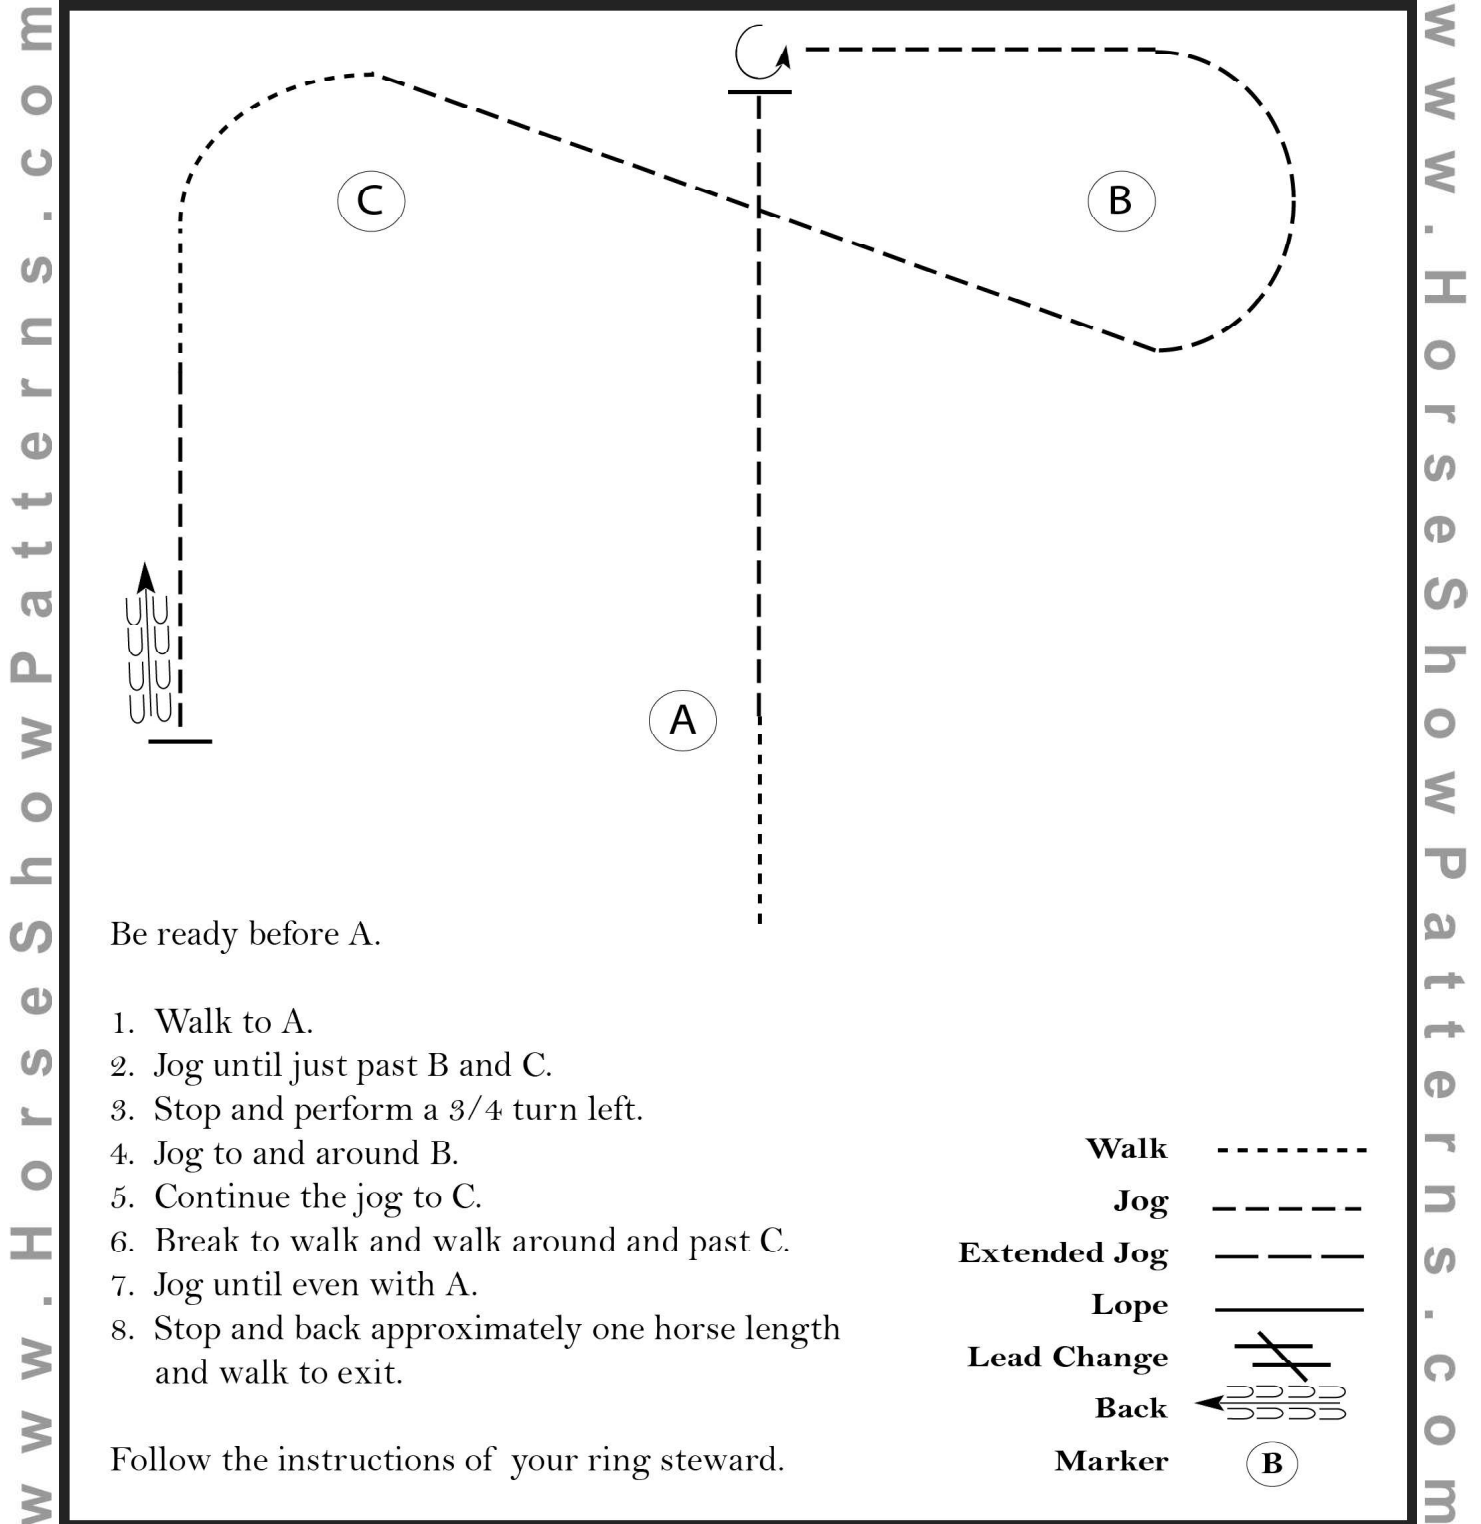 www.HorseShowPatterns.com
C
B
A
Be ready before A.
1. Walk to A.
2. Jog until just past B and C.
3. Stop and perform a 3/4 turn left.
4. Jog to and around B.
5. Continue the jog to C.
6. Break to walk and walk around and past C.
7. Jog until even with A.
8. Stop and back approximately one horse length
and walk to exit.
Follow the instructions of your ring steward.
Walk
Jog
Extended Jog
Lope
Lead Change
Back
Marker B
www.HorseShowPatterns.com